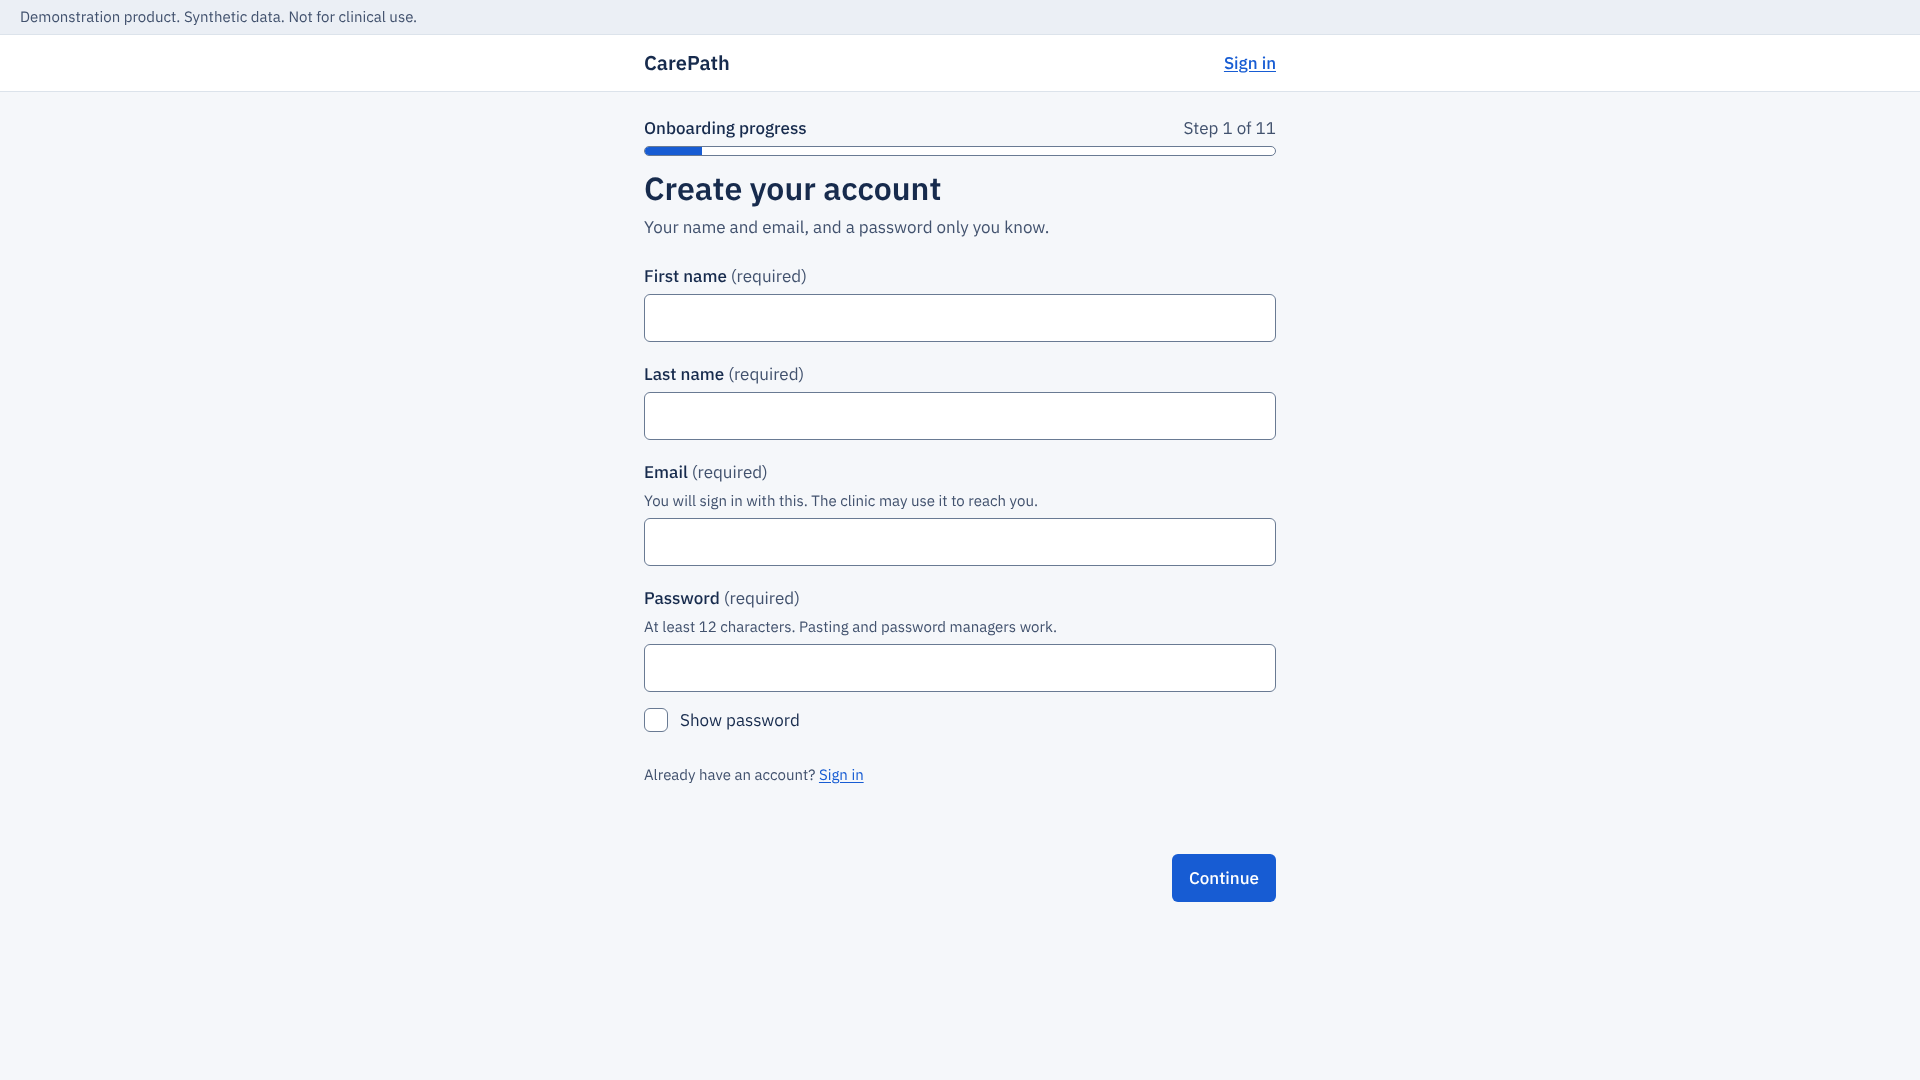 Demonstration product. Synthetic data. Not for clinical use.
CarePath
Sign in
Onboarding progress
Step 1 of 11
Create your account
Your name and email, and a password only you know.
First name (required)
Last name (required)
Email (required)
You will sign in with this. The clinic may use it to reach you.
Password (required)
At least 12 characters. Pasting and password managers work.
Show password
Already have an account? Sign in
Continue